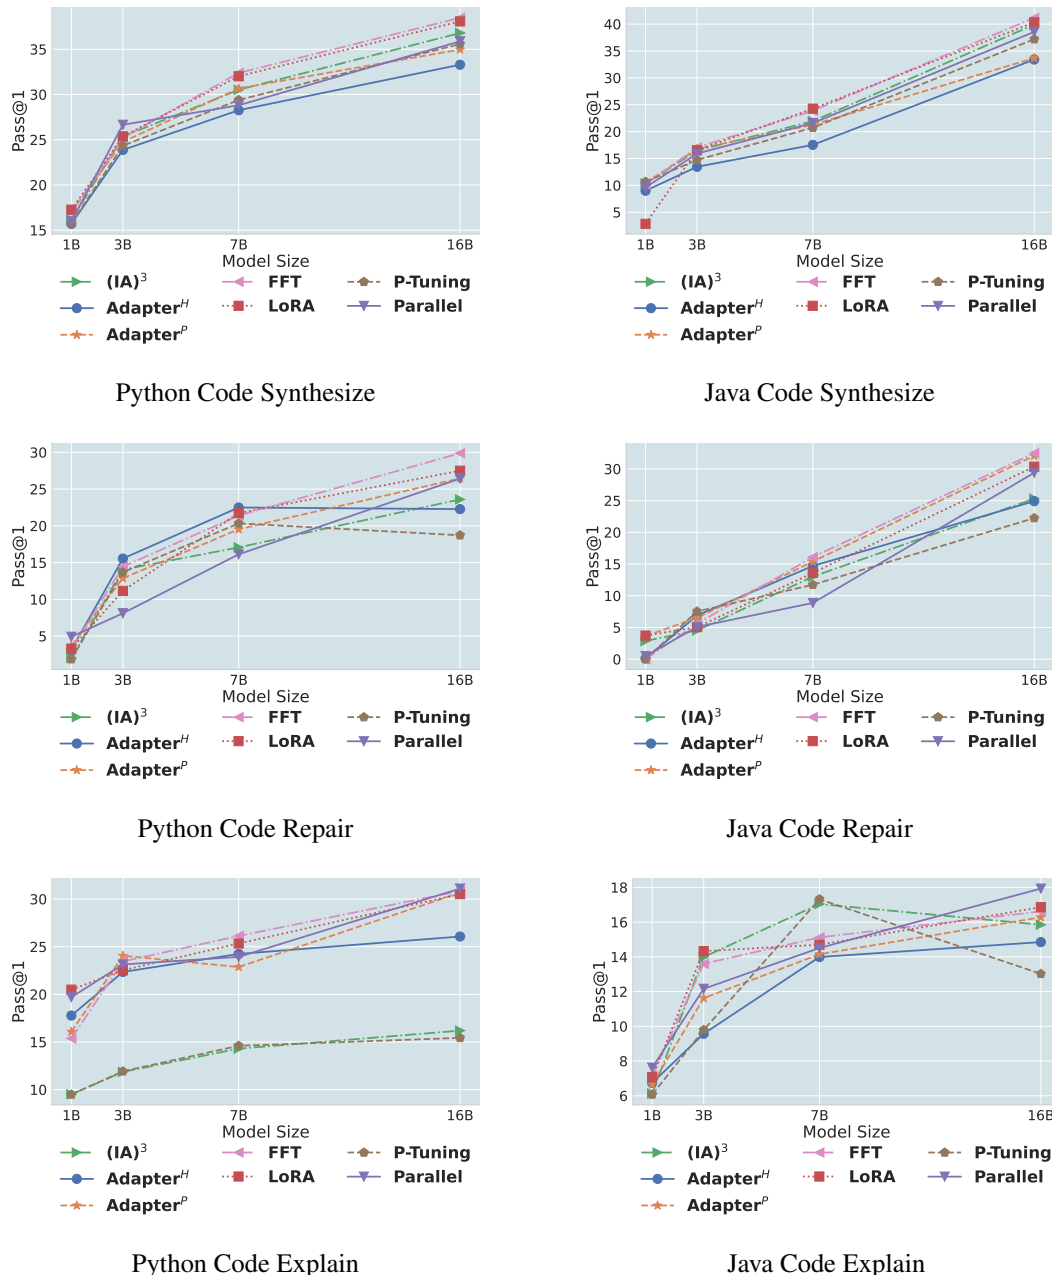 35
30
25
20
15
Pass@1
1B 3B 7B 16B
Model Size
(IA)³ FFT P-Tuning
Adapterᴴ LoRA Parallel
Adapterᴾ
Python Code Synthesize
40
35
30
25
20
15
10
5
Pass@1
1B 3B 7B 16B
Model Size
(IA)³ FFT P-Tuning
Adapterᴴ LoRA Parallel
Adapterᴾ
Java Code Synthesize
30
25
20
15
10
5
Pass@1
1B 3B 7B 16B
Model Size
(IA)³ FFT P-Tuning
Adapterᴴ LoRA Parallel
Adapterᴾ
Python Code Repair
30
25
20
15
10
5
0
Pass@1
1B 3B 7B 16B
Model Size
(IA)³ FFT P-Tuning
Adapterᴴ LoRA Parallel
Adapterᴾ
Java Code Repair
30
25
20
15
10
Pass@1
1B 3B 7B 16B
Model Size
(IA)³ FFT P-Tuning
Adapterᴴ LoRA Parallel
Adapterᴾ
Python Code Explain
18
16
14
12
10
8
6
Pass@1
1B 3B 7B 16B
Model Size
(IA)³ FFT P-Tuning
Adapterᴴ LoRA Parallel
Adapterᴾ
Java Code Explain